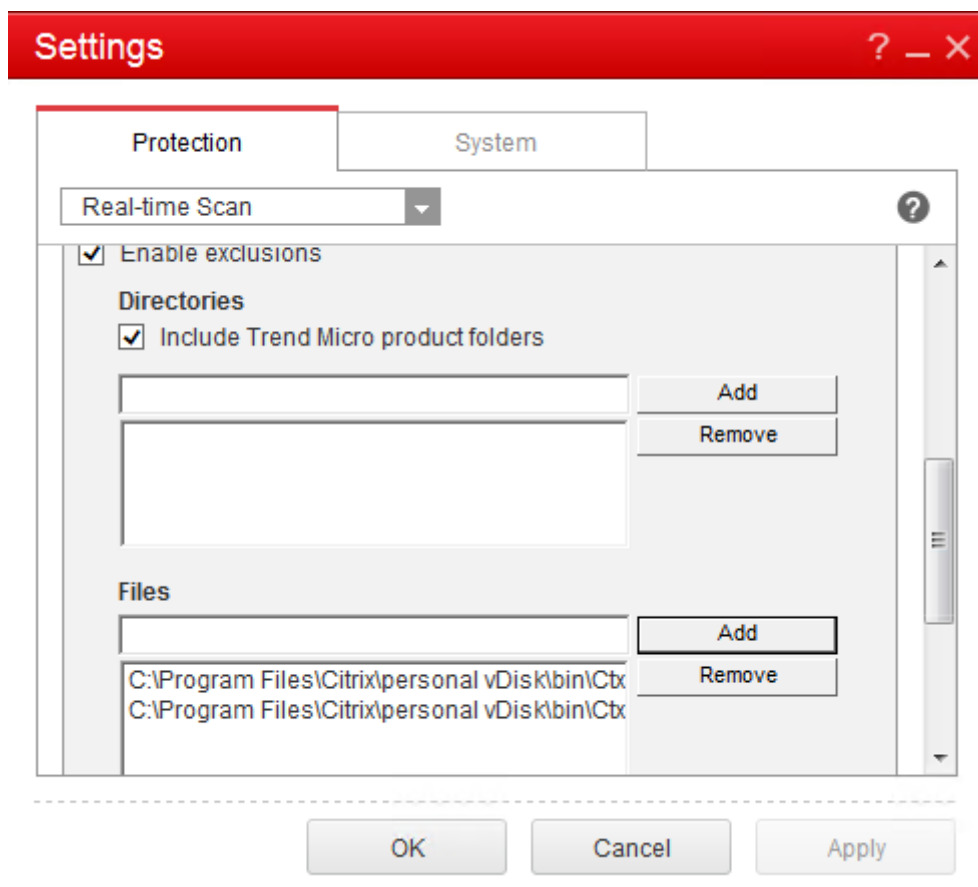 Settings
Protection
System
Real-time Scan
Enable exclusions
Directories
Include Trend Micro product folders
Add
Remove
Files
Add
C:\Program Files\Citrix\personal vDisk\bin\Ctx
Remove
C:\Program Files\Citrix\personal vDisk\bin\Ctx
OK
Cancel
Apply